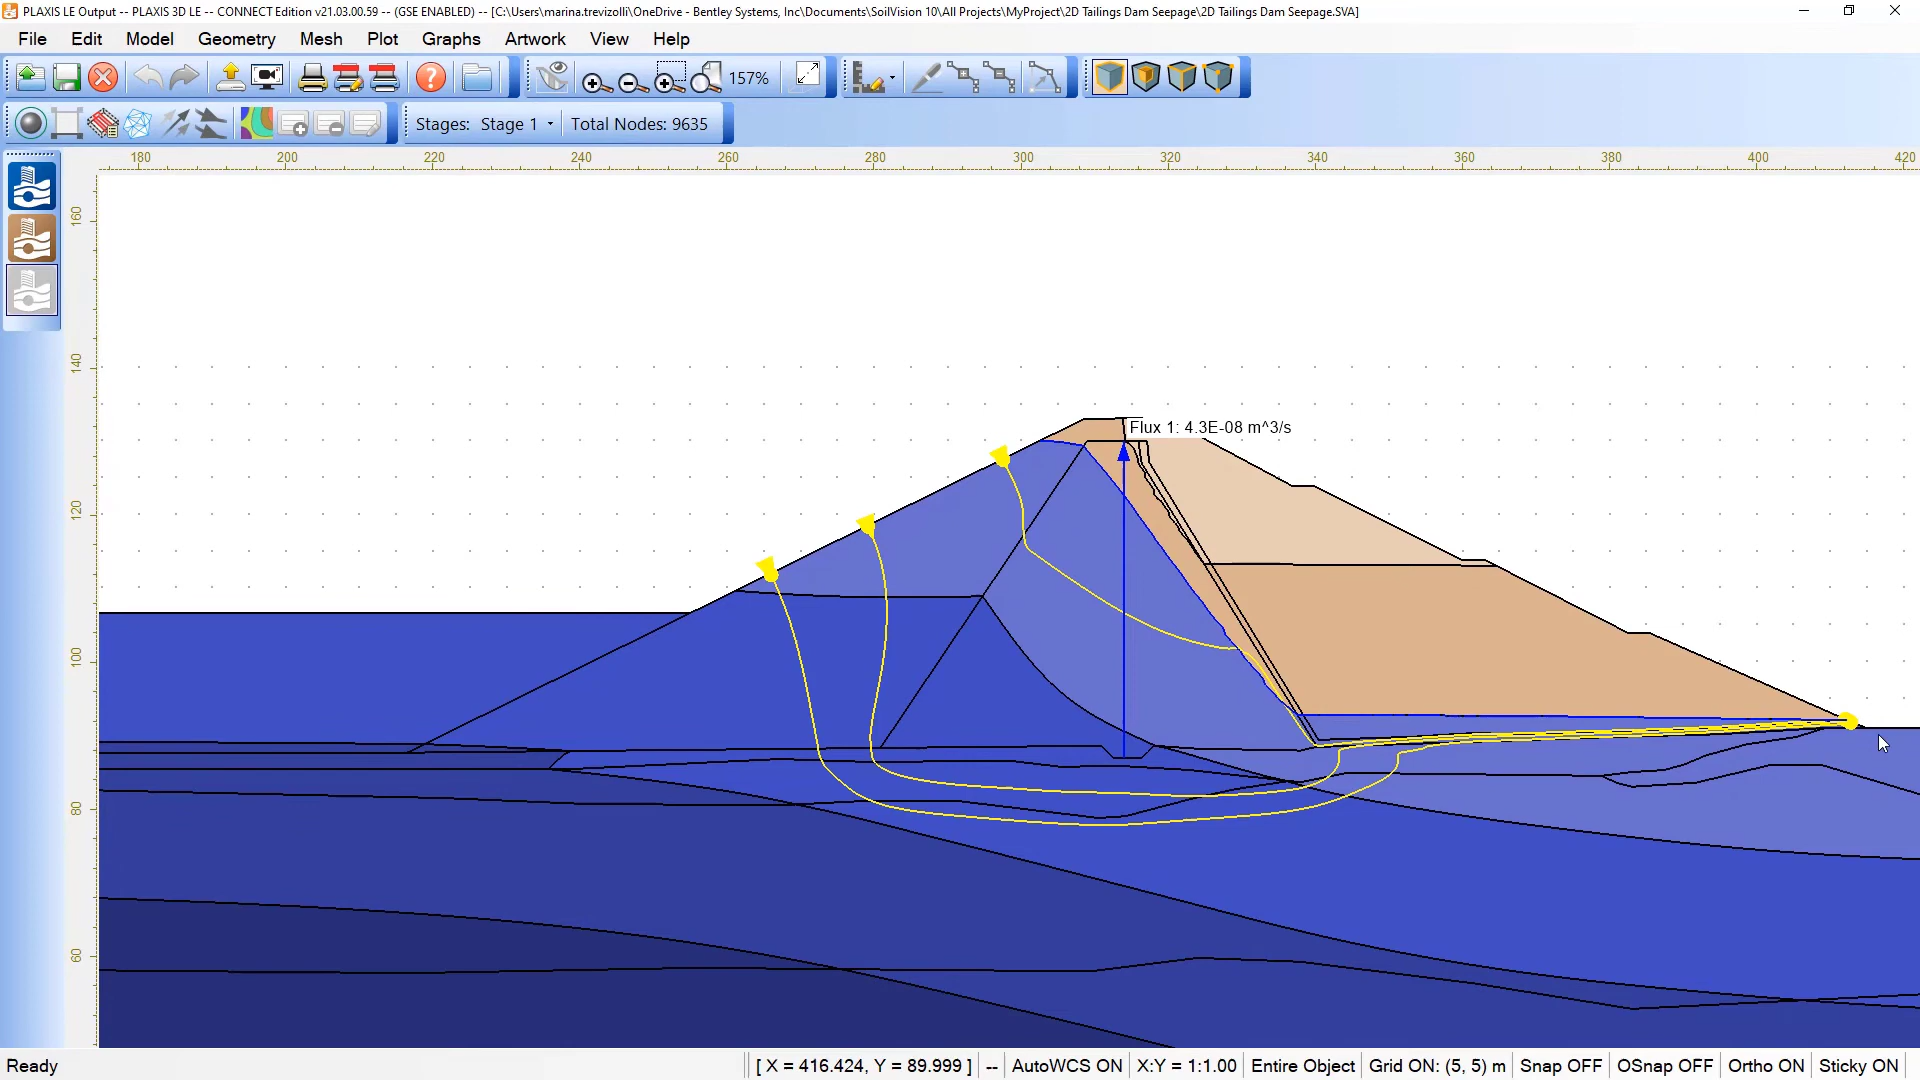 PLAXIS LE Output -- PLAXIS 3D LE -- CONNECT Edition v21.03.00.59 -- (GSE ENABLED) -- [C:\Users\marina.trevizolli\OneDrive - Bentley Systems, Inc\Documents\SoilVision 10\All Projects\MyProject\2D Tailings Dam Seepage\2D Tailings Dam Seepage.SVA]
File Edit Model Geometry Mesh Plot Graphs Artwork View Help
157%
Stages: Stage 1 Total Nodes: 9635
180 200 220 240 260 280 300 320 340 360 380 400 420
160
140
Flux 1: 4.3E-08 m^3/s
120
100
80
60
Ready [ X = 416.424, Y = 89.999 ] -- AutoWCS ON X:Y = 1:1.00 Entire Object Grid ON: (5, 5) m Snap OFF OSnap OFF Ortho ON Sticky ON